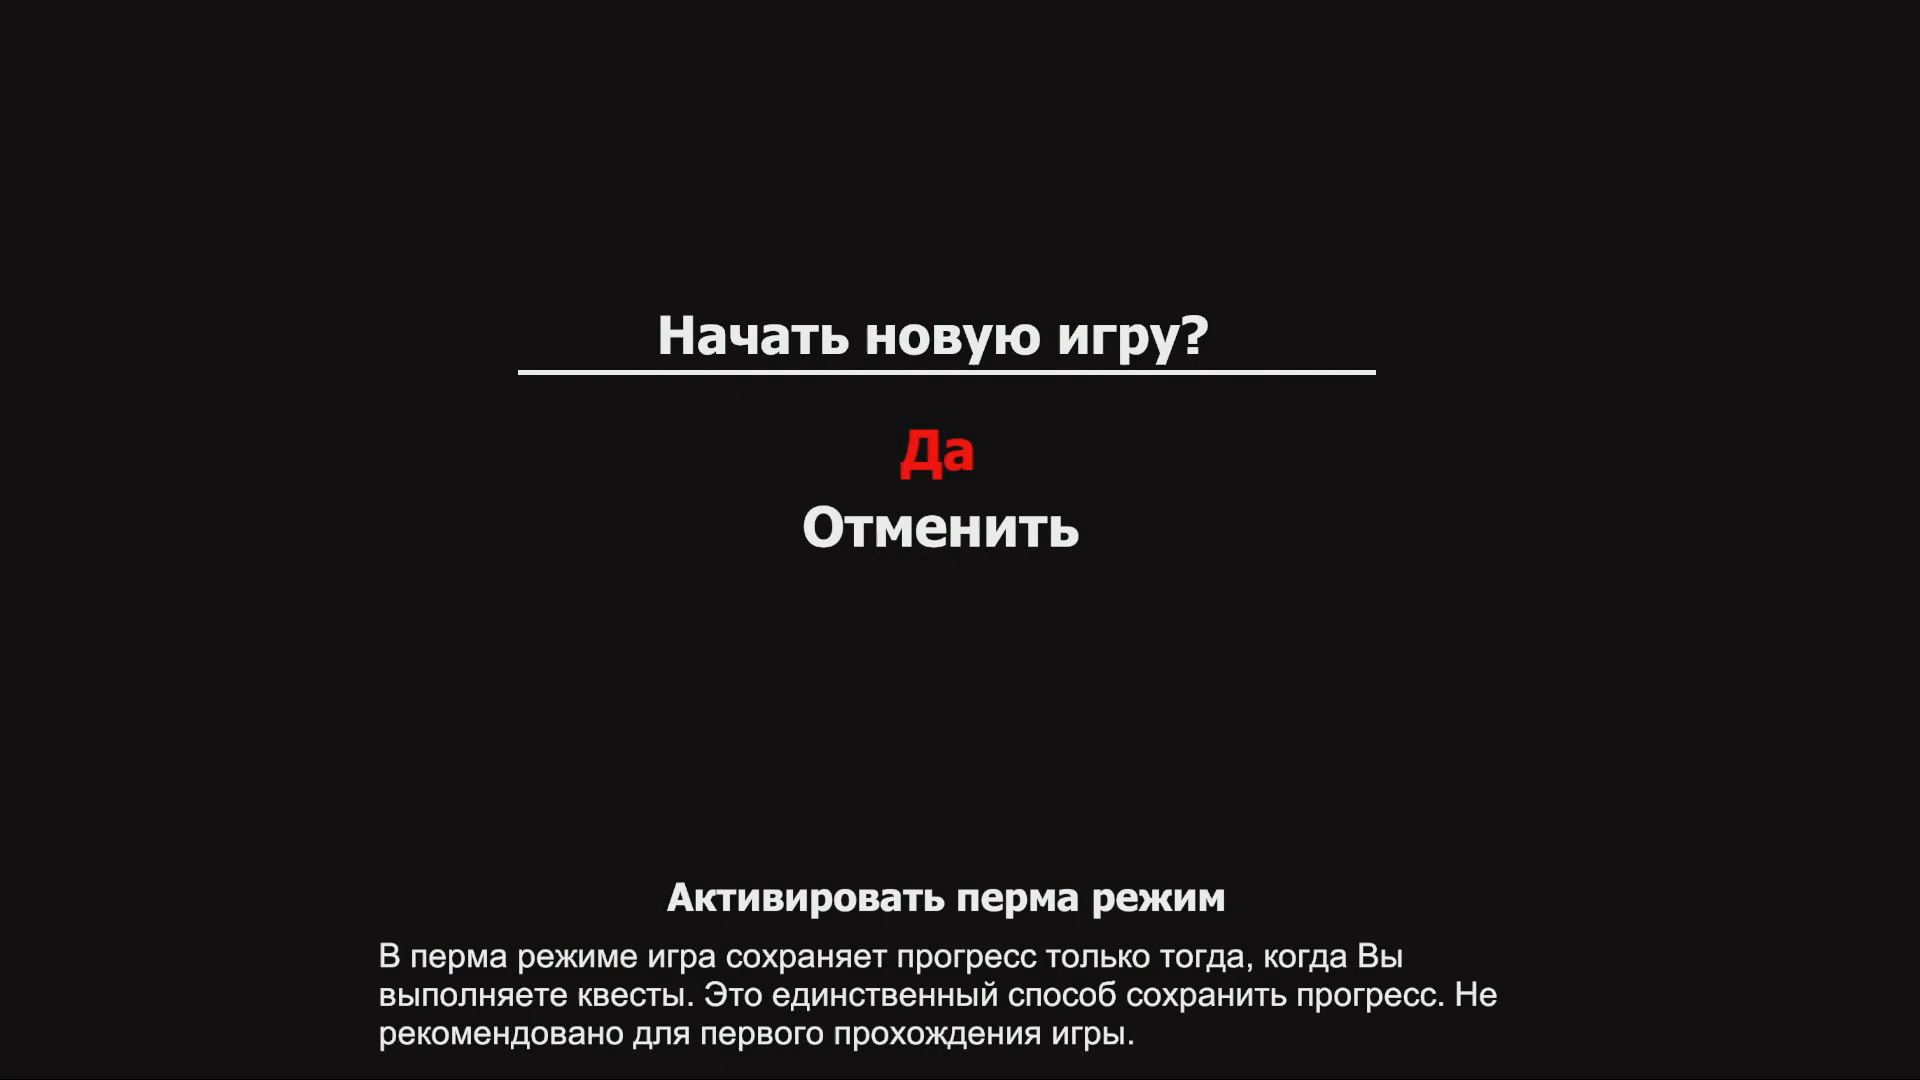 Начать новую игру?
Да
Отменить
Активировать перма режим
В перма режиме игра сохраняет прогресс только тогда, когда Вы
выполняете квесты. Это единственный способ сохранить прогресс. Не
рекомендовано для первого прохождения игры.